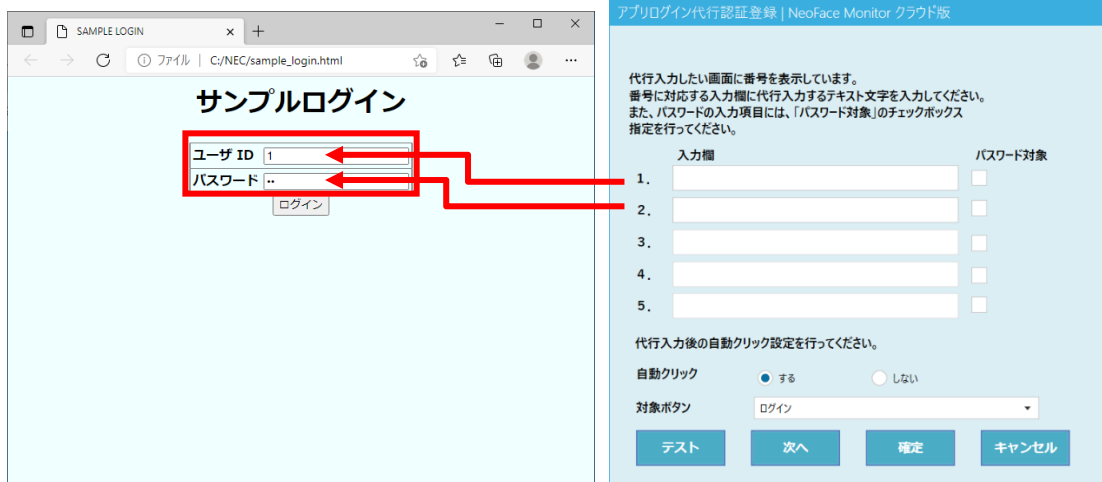 SAMPLE LOGIN
ファイル | C:/NEC/sample_login.html
サンプルログイン
ユーザ ID 1
パスワード ••
ログイン
アプリログイン代行認証登録 | NeoFace Monitor クラウド版
代行入力したい画面に番号を表示しています。
番号に対応する入力欄に代行入力するテキスト文字を入力してください。
また、パスワードの入力項目には、「パスワード対象」のチェックボックス
指定を行ってください。
入力欄 パスワード対象
1.
2.
3.
4.
5.
代行入力後の自動クリック設定を行ってください。
自動クリック する しない
対象ボタン ログイン
テスト 次へ 確定 キャンセル